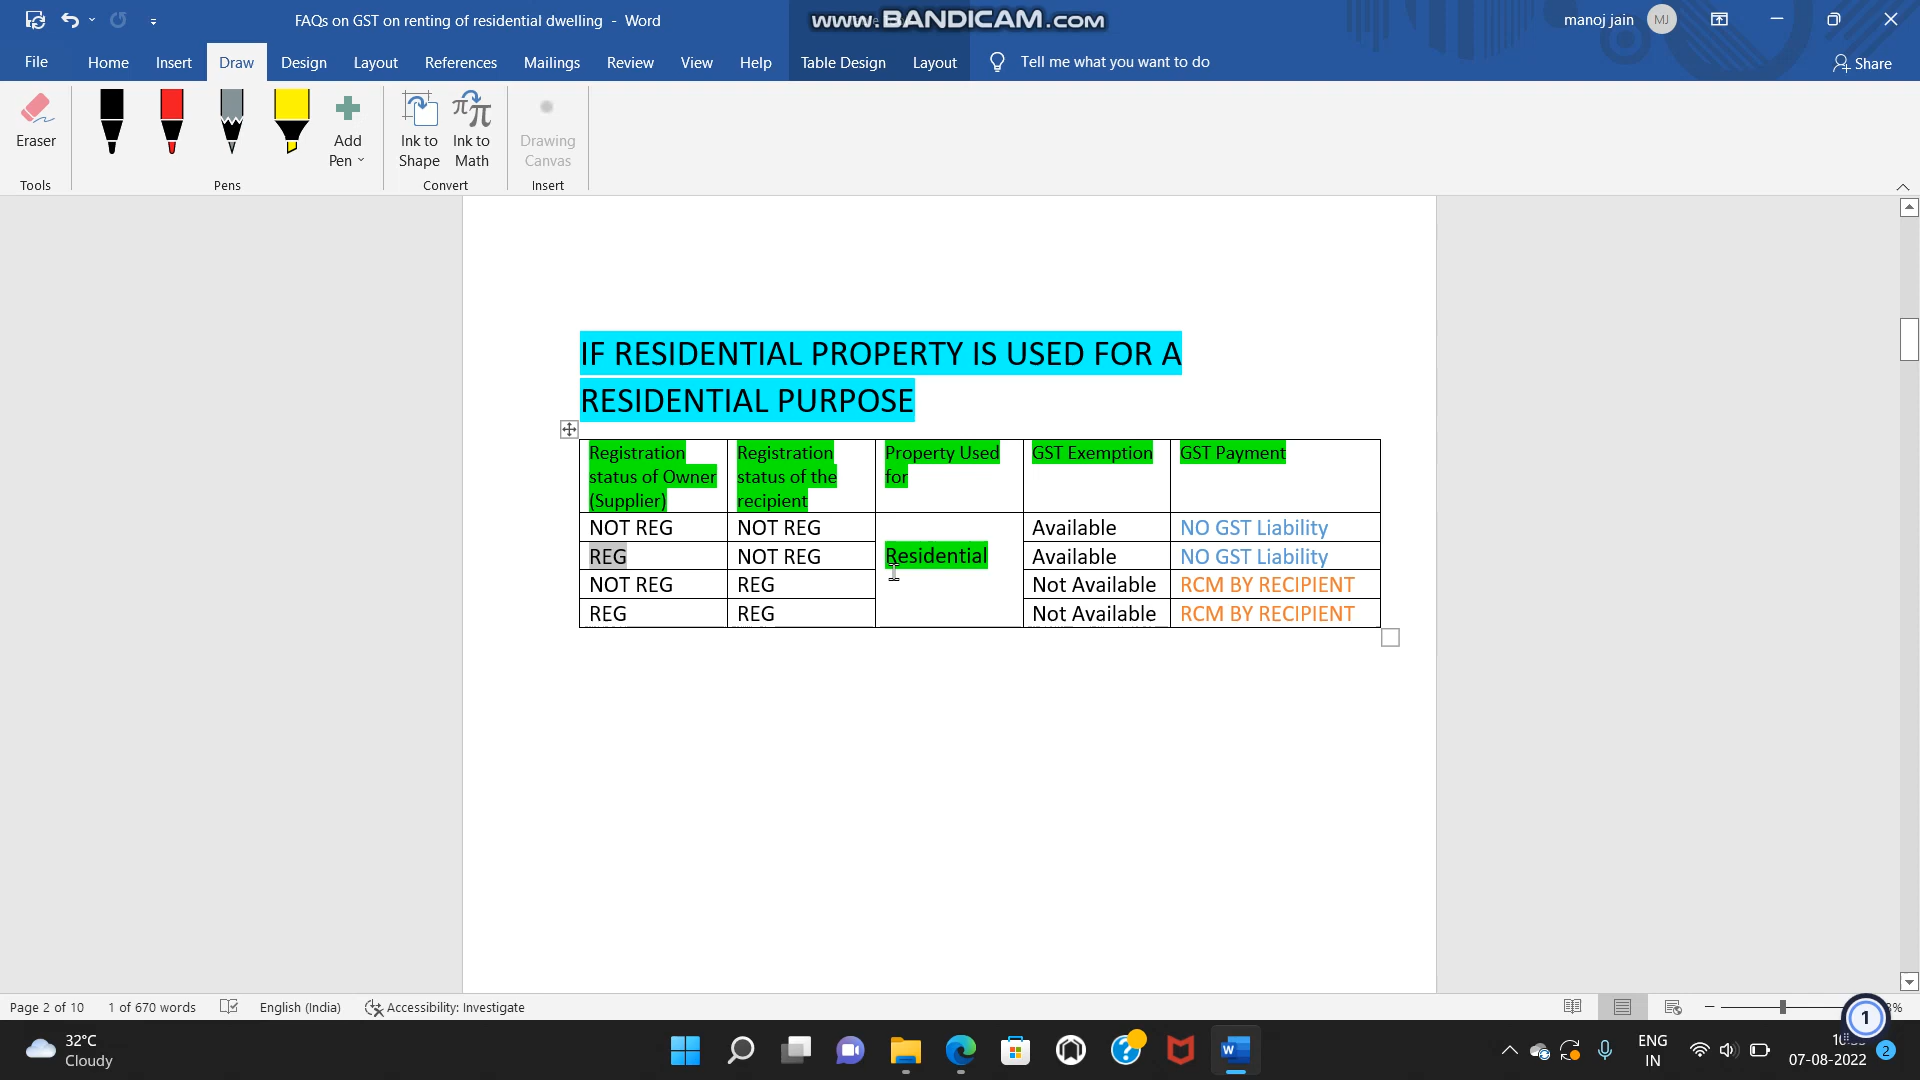 FAQs on GST on renting of residential dwelling - Word
www.BANDICAM.com
manoj jain
MJ
File
Home
Insert
Draw
Design
Layout
References
Mailings
Review
View
Help
Table Design
Layout
Tell me what you want to do
Share
Eraser
Add
Pen
Ink to
Shape
Ink to
Math
Drawing
Canvas
Tools
Pens
Convert
Insert
IF RESIDENTIAL PROPERTY IS USED FOR A
RESIDENTIAL PURPOSE
Registration
status of Owner
(Supplier)
Registration
status of the
recipient
Property Used
for
GST Exemption
GST Payment
NOT REG
NOT REG
Available
NO GST Liability
REG
NOT REG
Residential
Available
NO GST Liability
NOT REG
REG
Not Available
RCM BY RECIPIENT
REG
REG
Not Available
RCM BY RECIPIENT
Page 2 of 10
1 of 670 words
English (India)
Accessibility: Investigate
1
32°C
Cloudy
ENG
IN
07-08-2022
2